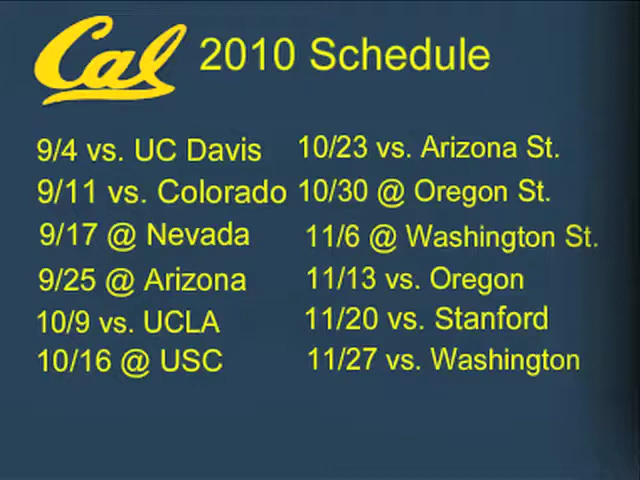 Cal 2010 Schedule
9/4 vs. UC Davis
9/11 vs. Colorado
9/17 @ Nevada
9/25 @ Arizona
10/9 vs. UCLA
10/16 @ USC
10/23 vs. Arizona St.
10/30 @ Oregon St.
11/6 @ Washington St.
11/13 vs. Oregon
11/20 vs. Stanford
11/27 vs. Washington